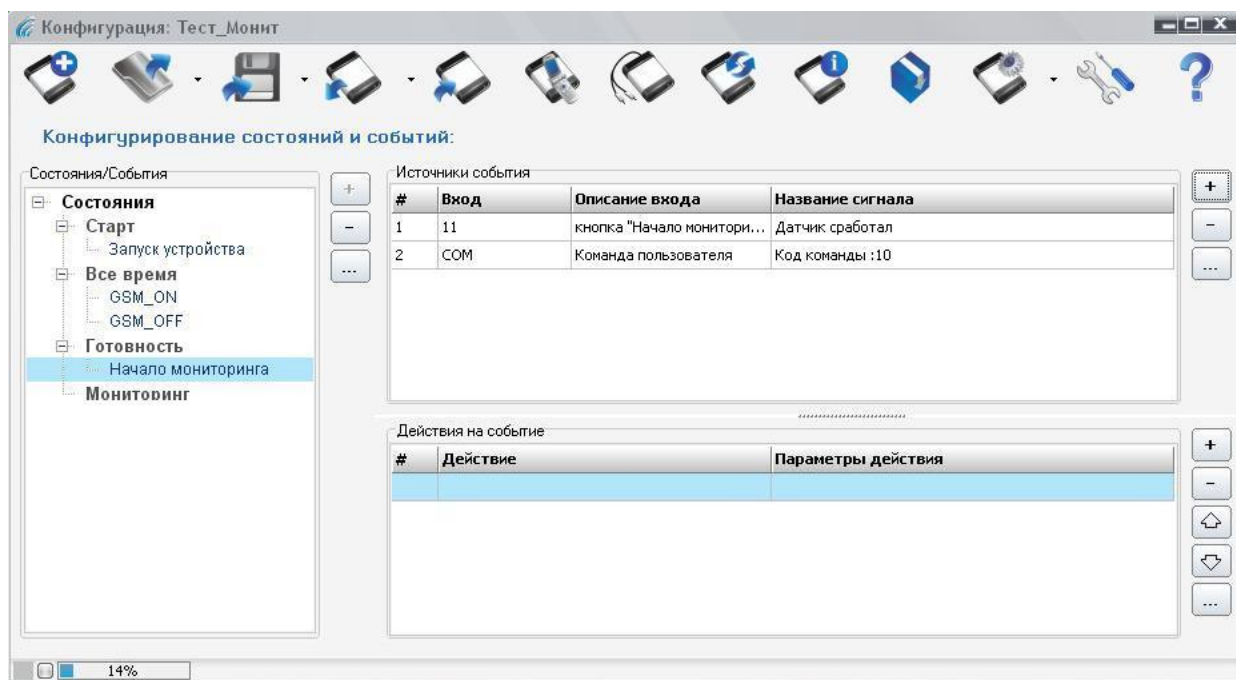 Конфигурация: Тест_Монит
Конфигурирование состояний и событий:
Состояния/События
Состояния
Старт
Запуск устройства
Все время
GSM_ON
GSM_OFF
Готовность
Начало мониторинга
Мониторинг
Источники события
# Вход Описание входа Название сигнала
1 11 кнопка "Начало монитори... Датчик сработал
2 COM Команда пользователя Код команды :10
Действия на событие
# Действие Параметры действия
14%